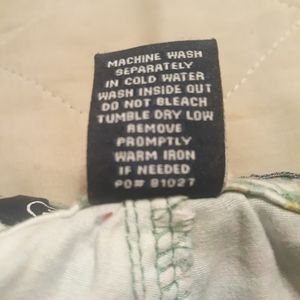 MACHINE WASH
SEPARATELY
IN COLD WATER
WASH INSIDE OUT
DO NOT BLEACH
TUMBLE DRY LOW
REMOVE
PROMPTLY
WARM IRON
IF NEEDED
PO# 81027